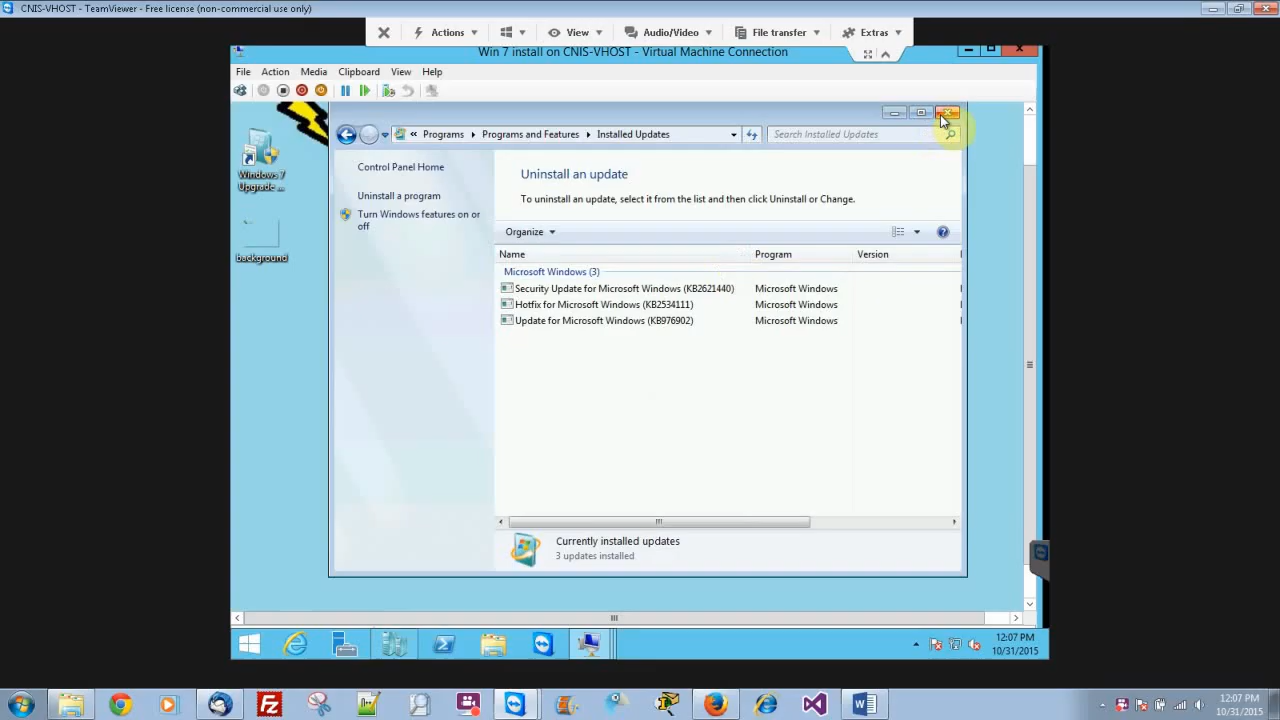 CNIS-VHOST - TeamViewer - Free license (non-commercial use only)
Actions View Audio/Video File transfer Extras
Win 7 install on CNIS-VHOST - Virtual Machine Connection
File Action Media Clipboard View Help
« Programs Programs and Features Installed Updates Search Installed Updates
Windows 7
Upgrade ...
background
Control Panel Home
Uninstall a program
Turn Windows features on or
off
Uninstall an update
To uninstall an update, select it from the list and then click Uninstall or Change.
Organize
Name Program Version
Microsoft Windows (3)
Security Update for Microsoft Windows (KB2621440) Microsoft Windows
Hotfix for Microsoft Windows (KB2534111) Microsoft Windows
Update for Microsoft Windows (KB976902) Microsoft Windows
Currently installed updates
3 updates installed
12:07 PM
10/31/2015
12:07 PM
10/31/2015